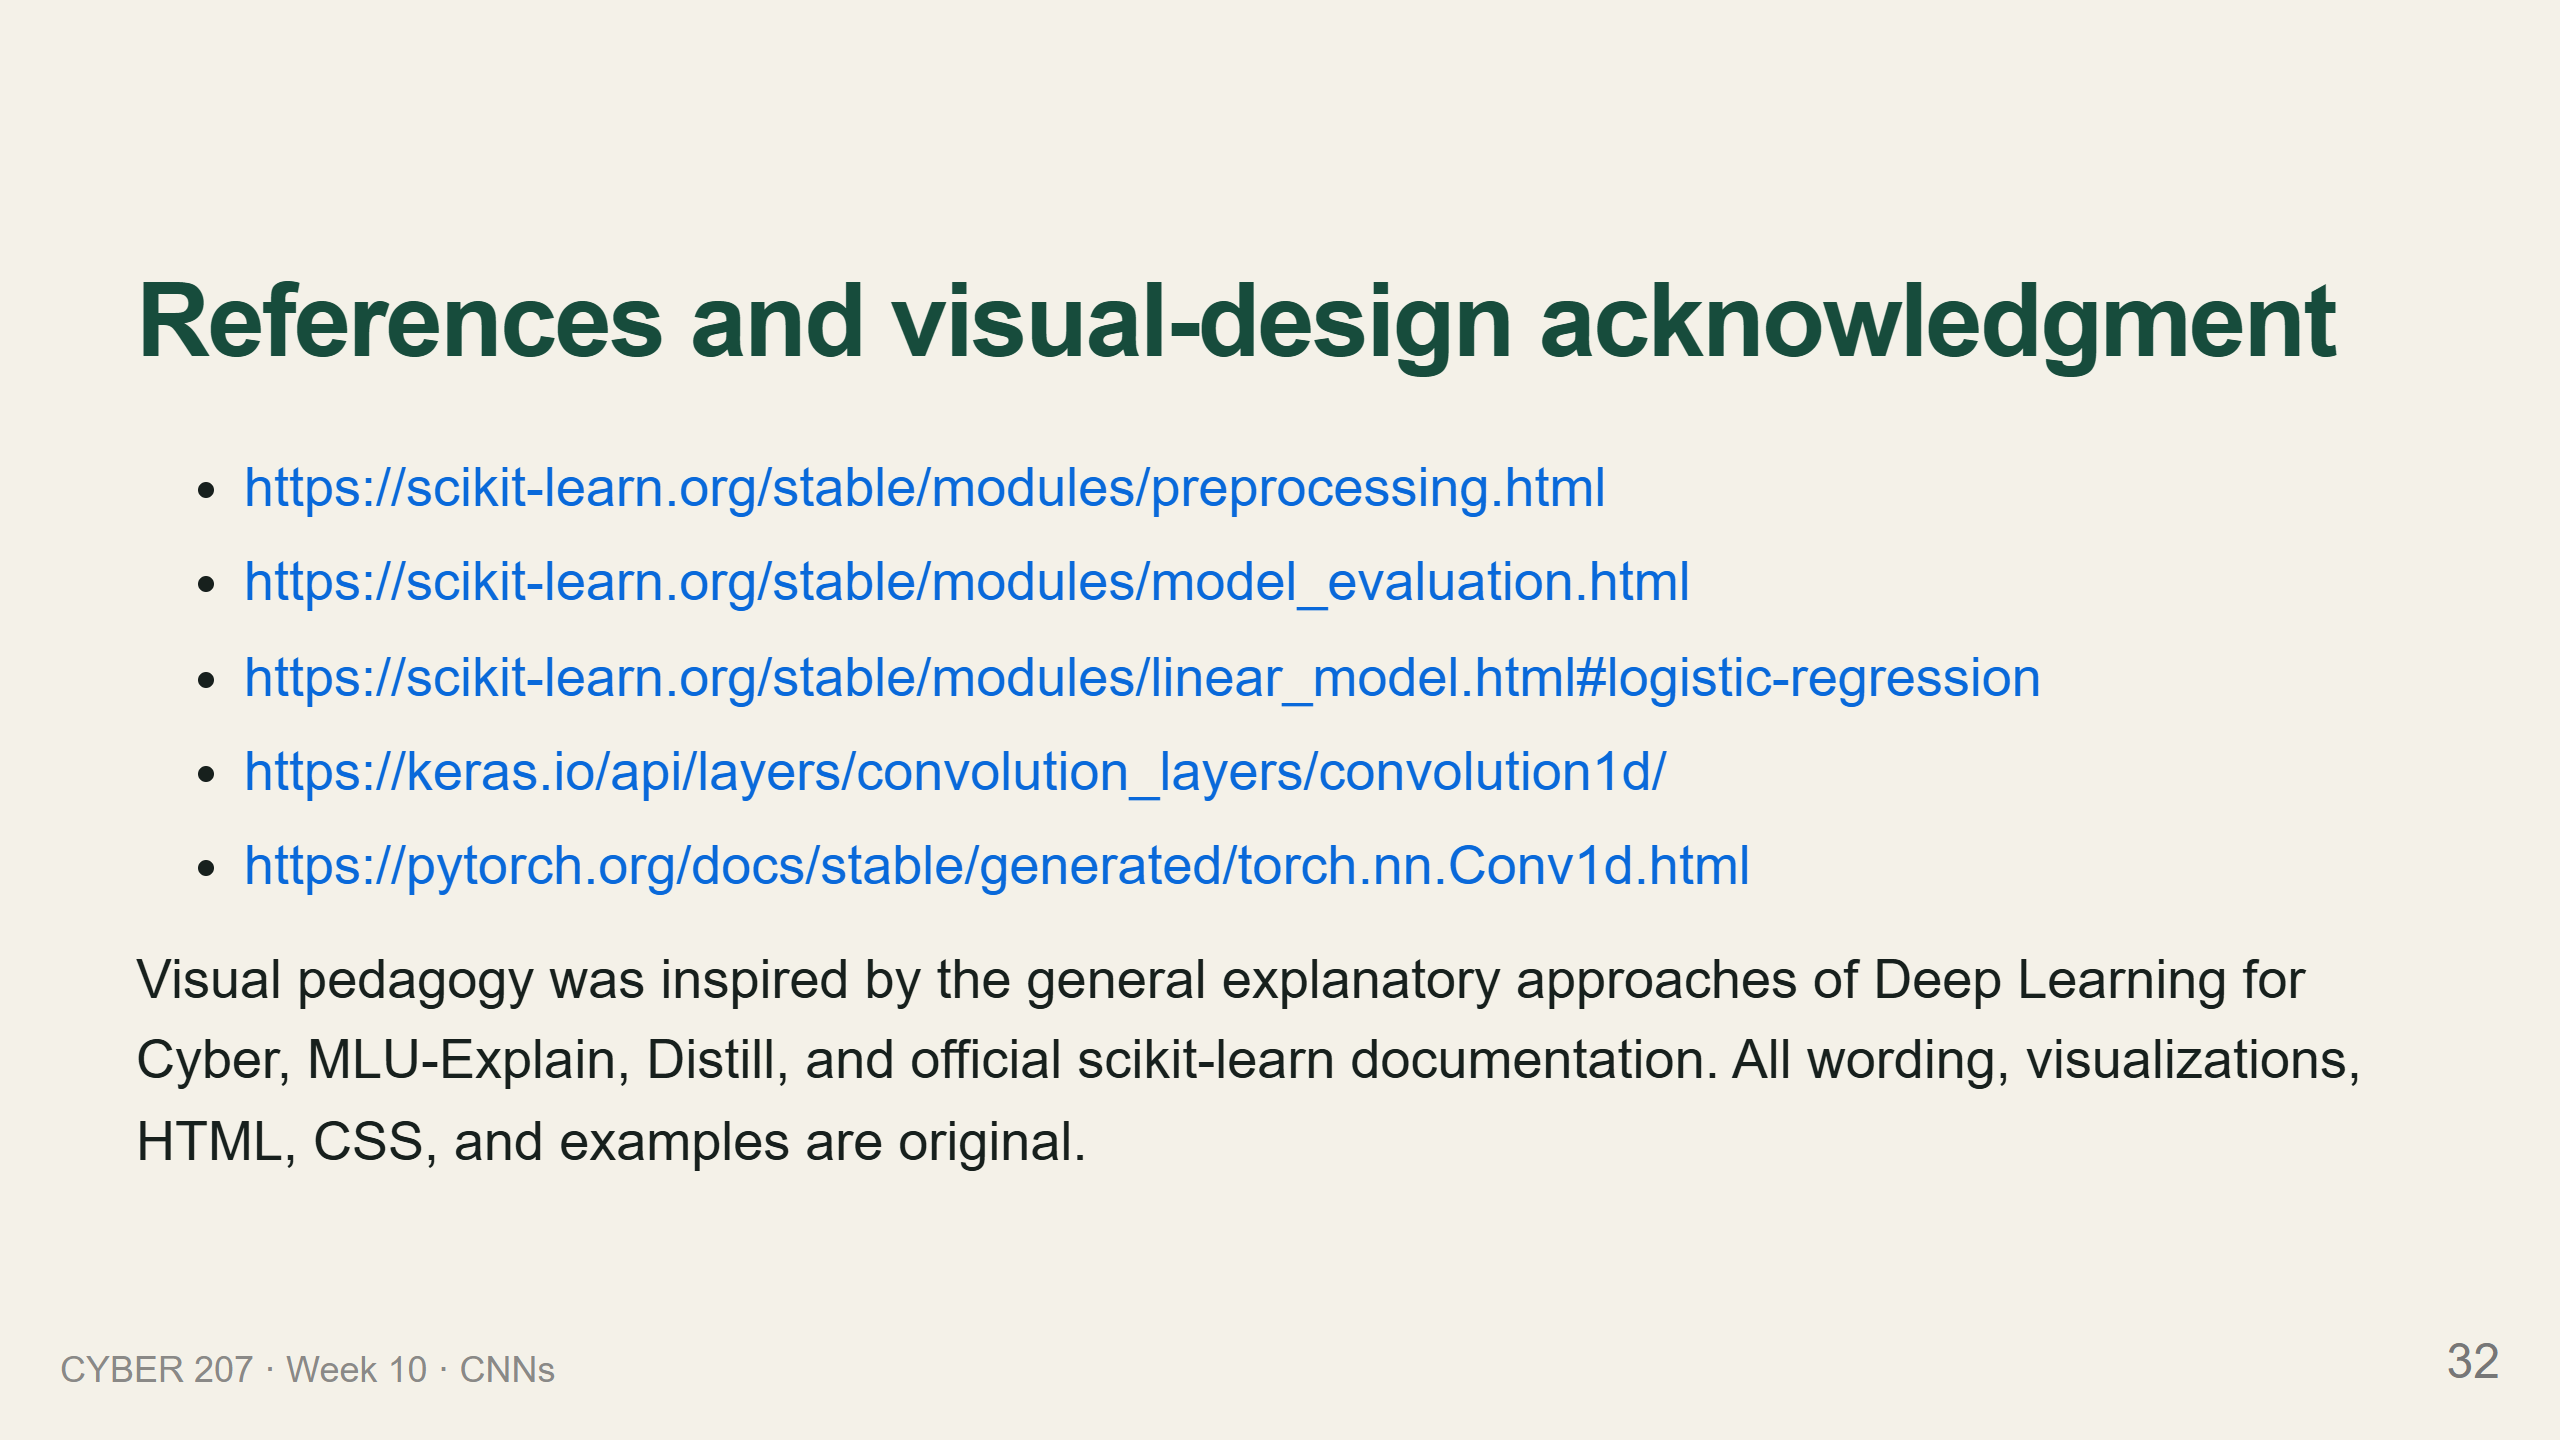 References and visual-design acknowledgment
• https://scikit-learn.org/stable/modules/preprocessing.html
• https://scikit-learn.org/stable/modules/model_evaluation.html
• https://scikit-learn.org/stable/modules/linear_model.html#logistic-regression
• https://keras.io/api/layers/convolution_layers/convolution1d/
• https://pytorch.org/docs/stable/generated/torch.nn.Conv1d.html
Visual pedagogy was inspired by the general explanatory approaches of Deep Learning for
Cyber, MLU-Explain, Distill, and official scikit-learn documentation. All wording, visualizations,
HTML, CSS, and examples are original.
CYBER 207 · Week 10 · CNNs
32